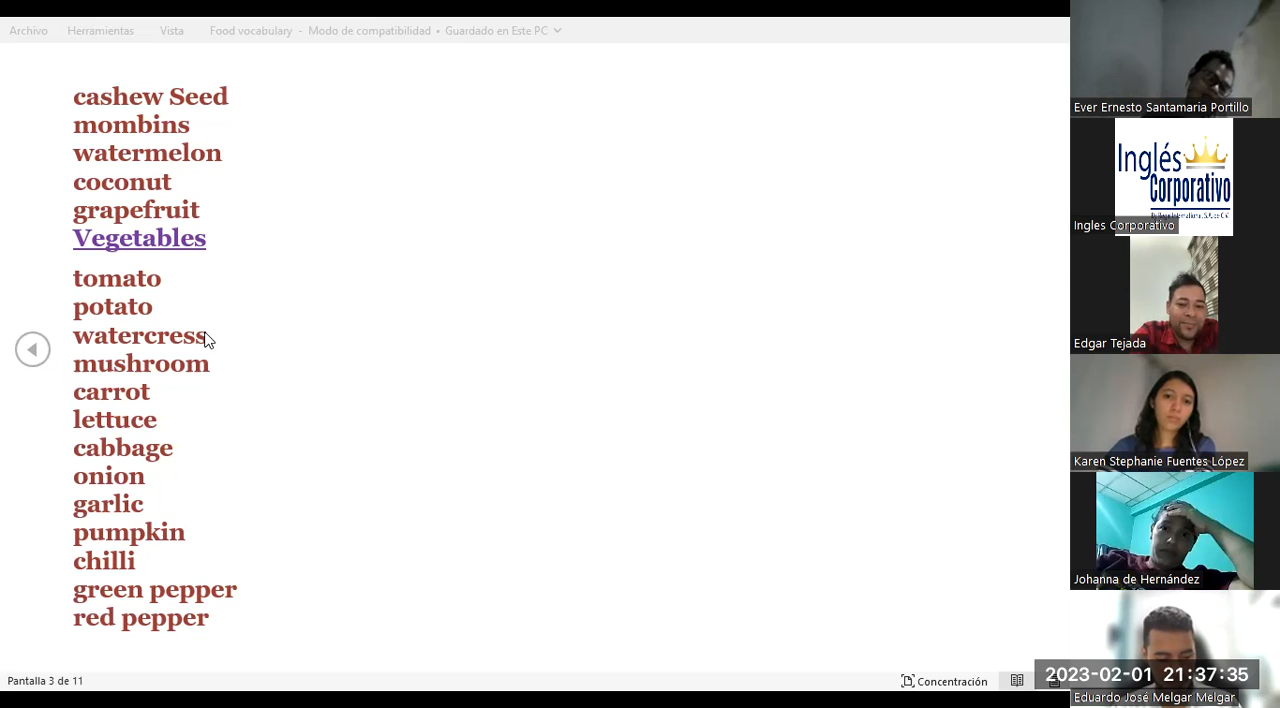 Archivo Herramientas Vista Food vocabulary - Modo de compatibilidad • Guardado en Este PC
cashew Seed
mombins
watermelon
coconut
grapefruit
Vegetables
tomato
potato
watercress
mushroom
carrot
lettuce
cabbage
onion
garlic
pumpkin
chilli
green pepper
red pepper
Pantalla 3 de 11
Concentración
Ever Ernesto Santamaria Portillo
Inglés
Corporativo
Ingles Corporativo
Edgar Tejada
Karen Stephanie Fuentes López
Johanna de Hernández
2023-02-01 21:37:35
Eduardo José Melgar Melgar